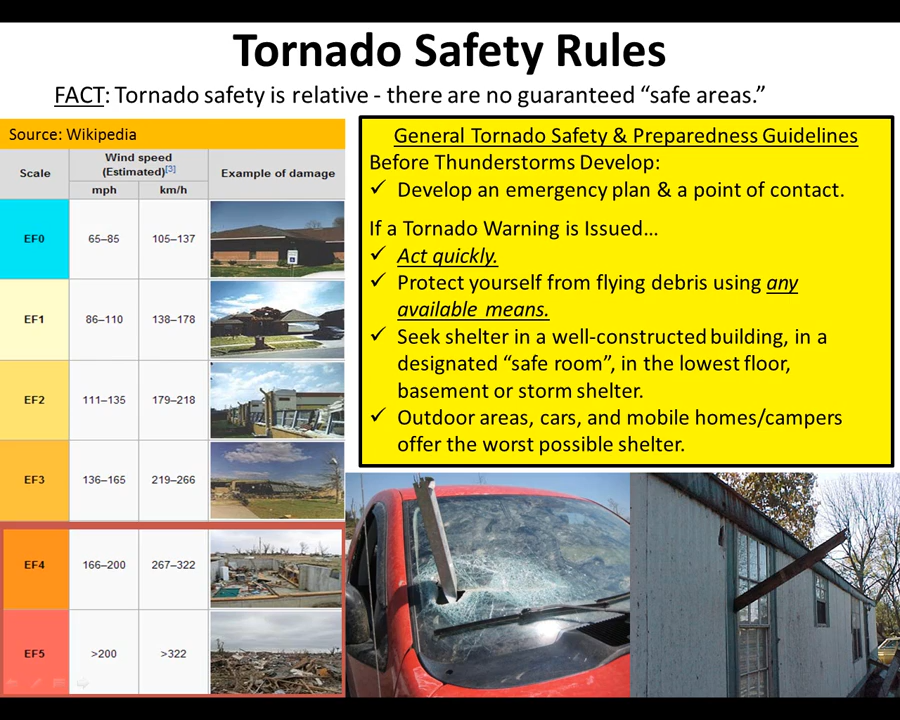 Tornado Safety Rules
FACT: Tornado safety is relative - there are no guaranteed “safe areas.”
Source: Wikipedia
Scale
Wind speed
(Estimated)[3]
mph km/h
Example of damage
EF0 65–85 105–137
EF1 86–110 138–178
EF2 111–135 179–218
EF3 136–165 219–266
EF4 166–200 267–322
EF5 >200 >322
General Tornado Safety & Preparedness Guidelines
Before Thunderstorms Develop:
✓ Develop an emergency plan & a point of contact.
If a Tornado Warning is Issued…
✓ Act quickly.
✓ Protect yourself from flying debris using any
available means.
✓ Seek shelter in a well-constructed building, in a
designated “safe room”, in the lowest floor,
basement or storm shelter.
✓ Outdoor areas, cars, and mobile homes/campers
offer the worst possible shelter.